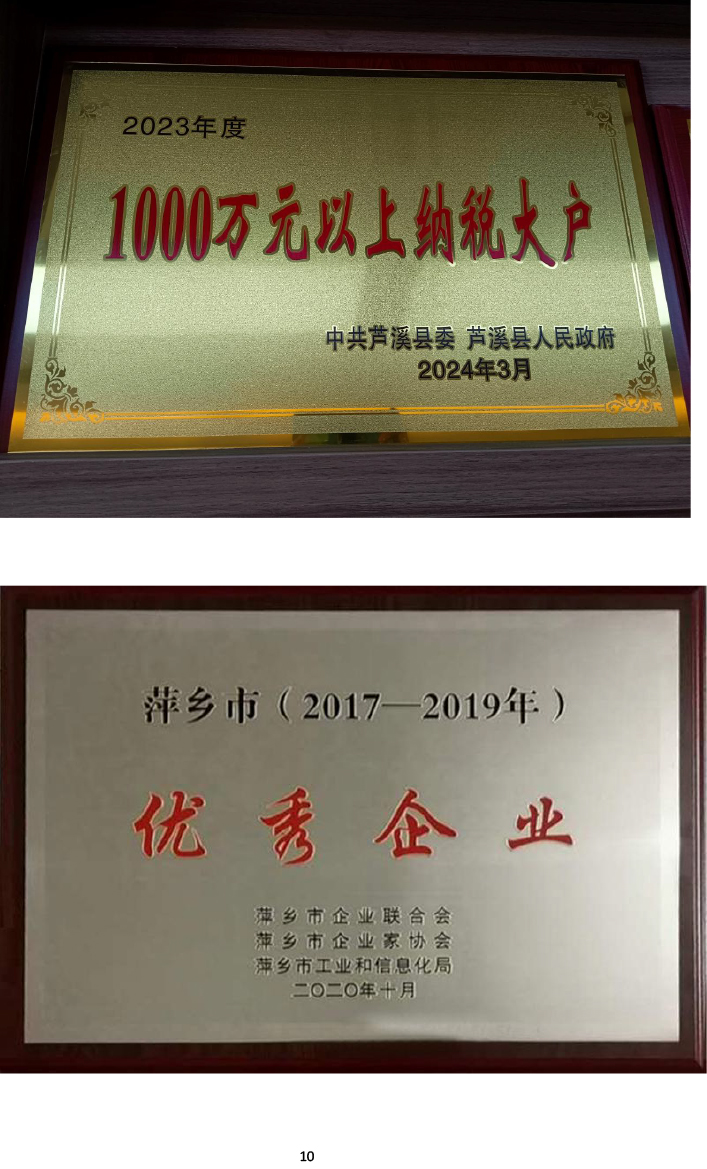 2023年度
1000万元以上纳税大户
中共芦溪县委 芦溪县人民政府
2024年3月
萍乡市（2017—2019年）
优秀企业
萍乡市企业联合会
萍乡市企业家协会
萍乡市工业和信息化局
二〇二〇年十月
10